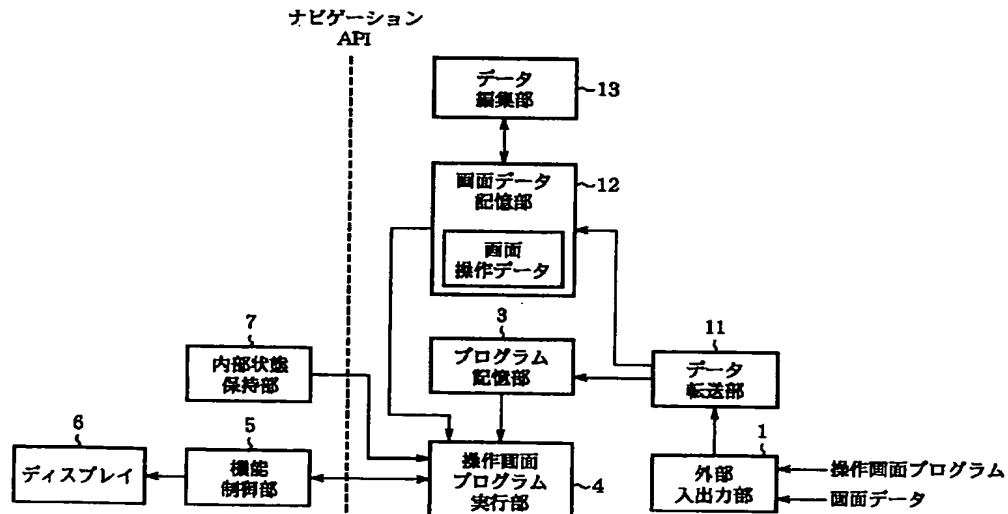 ナビゲーション
API
データ
編集部
13
画面データ
記憶部
12
画面
操作データ
7
内部状態
保持部
3
プログラム
記憶部
11
データ
転送部
6
ディスプレイ
5
機能
制御部
操作画面
プログラム
実行部
4
1
外部
入出力部
操作画面プログラム
画面データ